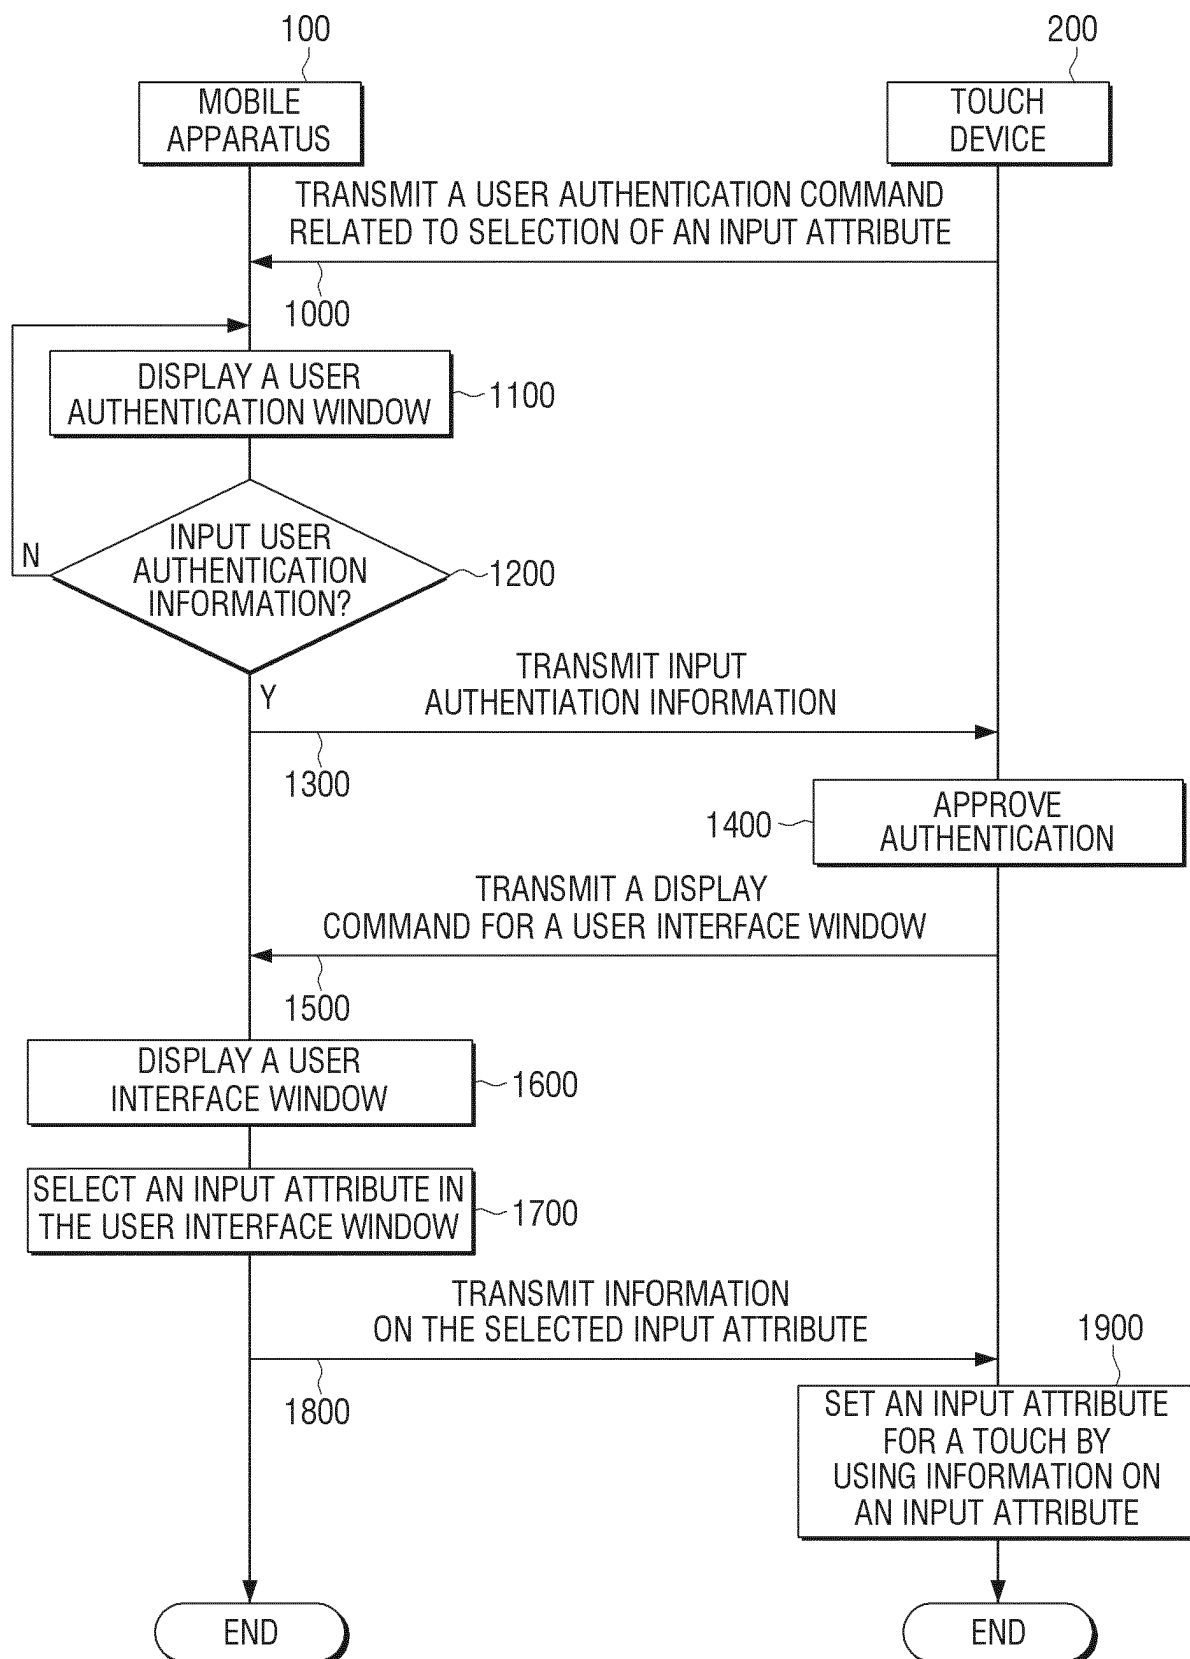 100
200
MOBILE
APPARATUS
TOUCH
DEVICE
TRANSMIT A USER AUTHENTICATION COMMAND
RELATED TO SELECTION OF AN INPUT ATTRIBUTE
1000
DISPLAY A USER
AUTHENTICATION WINDOW
1100
INPUT USER
AUTHENTICATION
INFORMATION?
N
1200
Y
TRANSMIT INPUT
AUTHENTIATION INFORMATION
1300
APPROVE
AUTHENTICATION
1400
TRANSMIT A DISPLAY
COMMAND FOR A USER INTERFACE WINDOW
1500
DISPLAY A USER
INTERFACE WINDOW
1600
SELECT AN INPUT ATTRIBUTE IN
THE USER INTERFACE WINDOW
1700
TRANSMIT INFORMATION
ON THE SELECTED INPUT ATTRIBUTE
1800
1900
SET AN INPUT ATTRIBUTE
FOR A TOUCH BY
USING INFORMATION ON
AN INPUT ATTRIBUTE
END
END